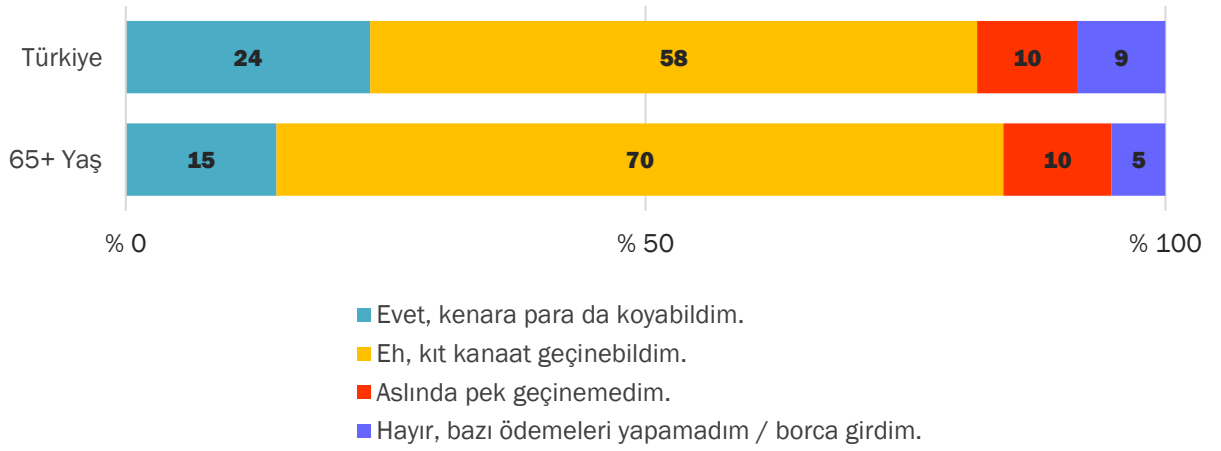 Türkiye 24 58 10 9
65+ Yaş 15 70 10 5
% 0 % 50 % 100
Evet, kenara para da koyabildim.
Eh, kıt kanaat geçinebildim.
Aslında pek geçinemedim.
Hayır, bazı ödemeleri yapamadım / borca girdim.